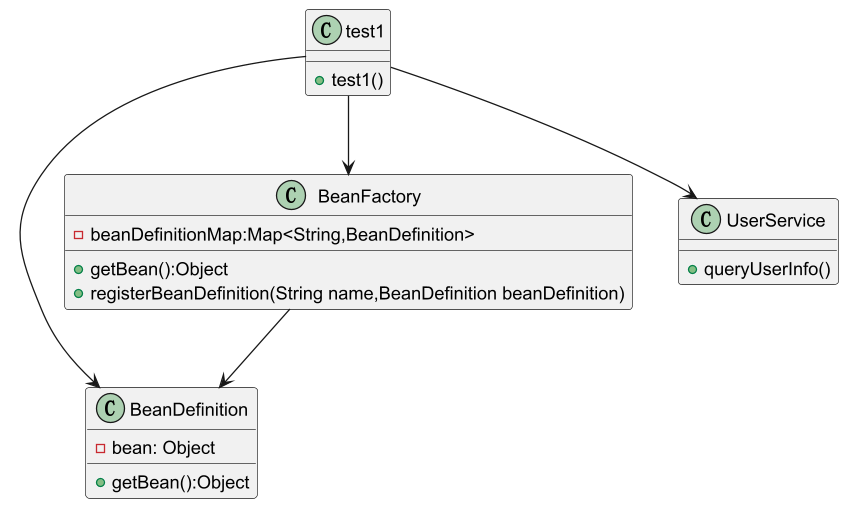 C test1
test1()
C BeanFactory
beanDefinitionMap:Map<String,BeanDefinition>
getBean():Object
registerBeanDefinition(String name,BeanDefinition beanDefinition)
C UserService
queryUserInfo()
C BeanDefinition
bean: Object
getBean():Object